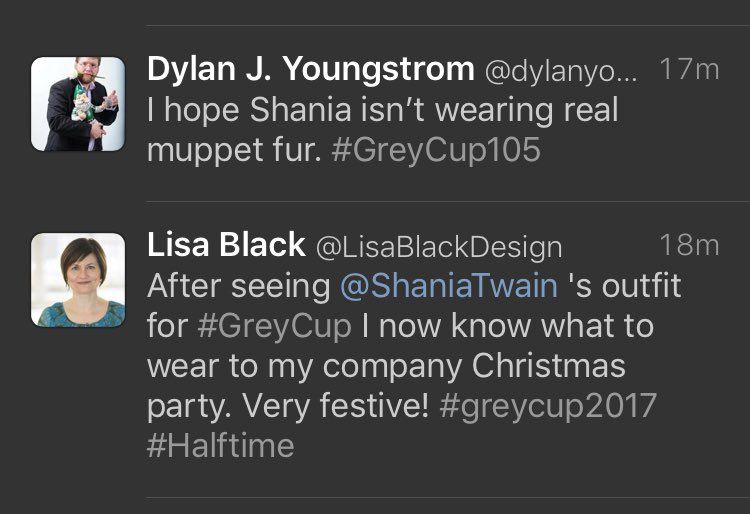 Dylan J. Youngstrom @dylanyo... 17m
I hope Shania isn’t wearing real
muppet fur. #GreyCup105
Lisa Black @LisaBlackDesign 18m
After seeing @ShaniaTwain 's outfit
for #GreyCup I now know what to
wear to my company Christmas
party. Very festive! #greycup2017
#Halftime